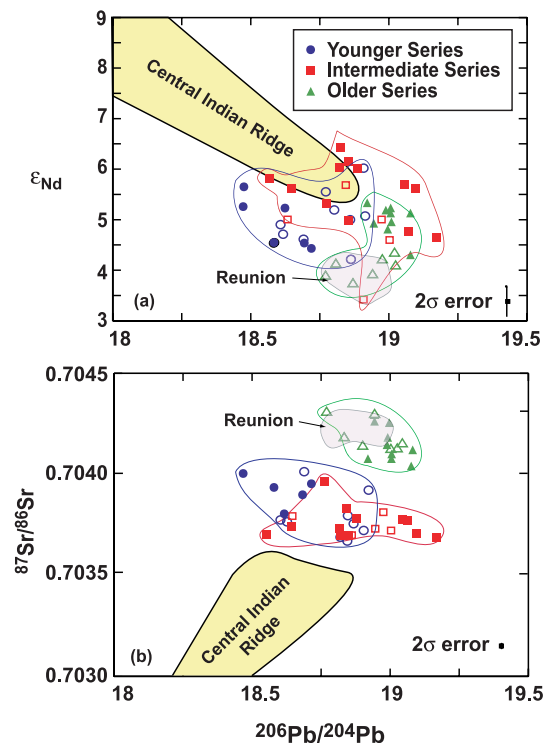 9
8
7
6
5
4
3
εNd
Central Indian Ridge
Younger Series
Intermediate Series
Older Series
Reunion
(a)
2σ error
18
18.5
19
19.5
0.7045
0.7040
0.7035
0.7030
87Sr/86Sr
Reunion
Central Indian
Ridge
(b)
2σ error
18
18.5
19
19.5
206Pb/204Pb